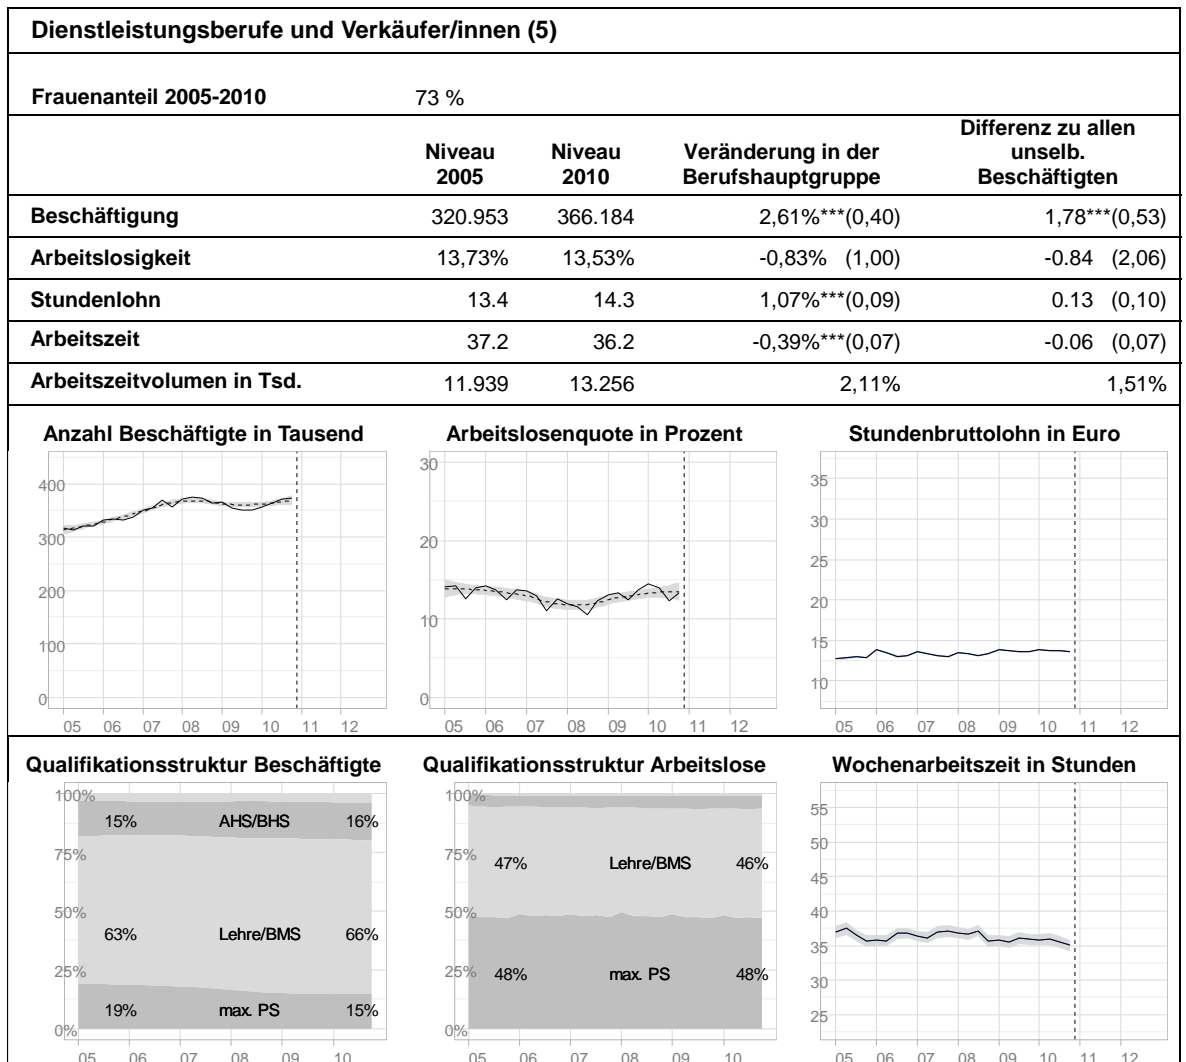 Dienstleistungsberufe und Verkäufer/innen (5)
Frauenanteil 2005-2010 73 %
Niveau 2005 Niveau 2010 Veränderung in der Berufshauptgruppe Differenz zu allen unselb. Beschäftigten
Beschäftigung 320.953 366.184 2,61%***(0,40) 1,78***(0,53)
Arbeitslosigkeit 13,73% 13,53% -0,83% (1,00) -0.84 (2,06)
Stundenlohn 13.4 14.3 1,07%***(0,09) 0.13 (0,10)
Arbeitszeit 37.2 36.2 -0,39%***(0,07) -0.06 (0,07)
Arbeitszeitvolumen in Tsd. 11.939 13.256 2,11% 1,51%
Anzahl Beschäftigte in Tausend
400
300
200
100
0
05 06 07 08 09 10 11 12
Arbeitslosenquote in Prozent
30
20
10
0
05 06 07 08 09 10 11 12
Stundenbruttolohn in Euro
35
30
25
20
15
10
05 06 07 08 09 10 11 12
Qualifikationsstruktur Beschäftigte
100%
15% AHS/BHS 16%
75%
50%
63% Lehre/BMS 66%
25%
19% max. PS 15%
0%
05 06 07 08 09 10
Qualifikationsstruktur Arbeitslose
100%
75%
47% Lehre/BMS 46%
50%
25%
48% max. PS 48%
0%
05 06 07 08 09 10
Wochenarbeitszeit in Stunden
55
50
45
40
35
30
25
05 06 07 08 09 10 11 12